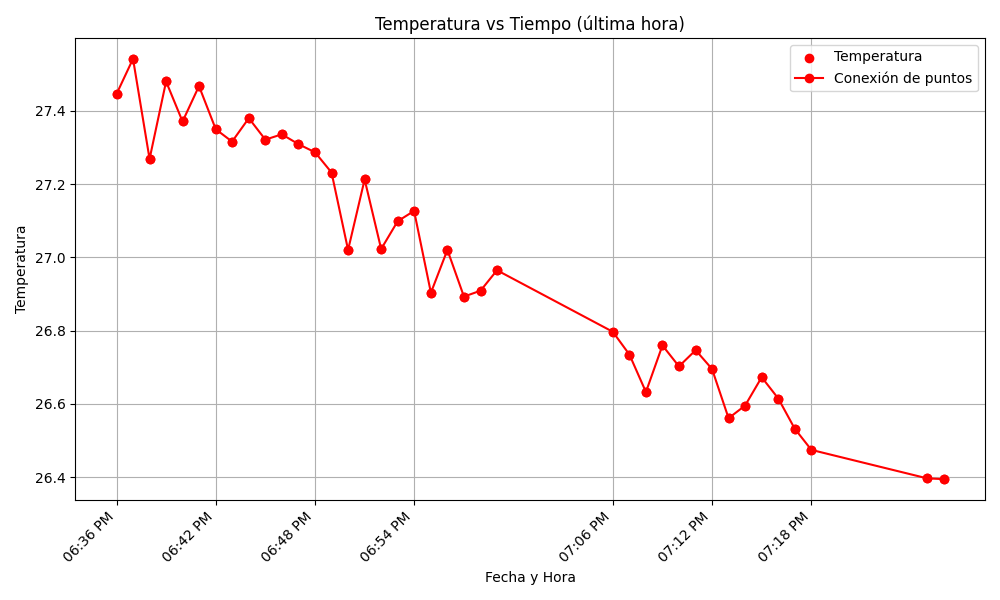 Temperatura vs Tiempo (última hora)
Temperatura
Conexión de puntos
27.4
27.2
27.0
26.8
26.6
26.4
Temperatura
06:36 PM
06:42 PM
06:48 PM
06:54 PM
07:06 PM
07:12 PM
07:18 PM
Fecha y Hora